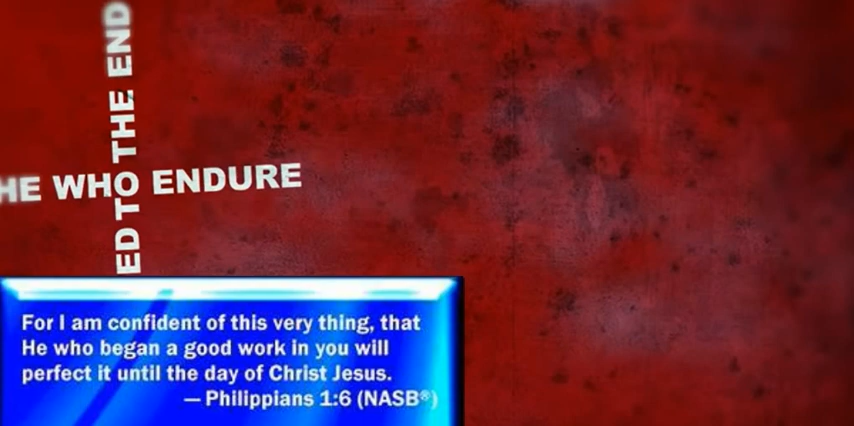 ED TO THE END
HE WHO ENDURE
For I am confident of this very thing, that
He who began a good work in you will
perfect it until the day of Christ Jesus.
— Philippians 1:6 (NASB®)